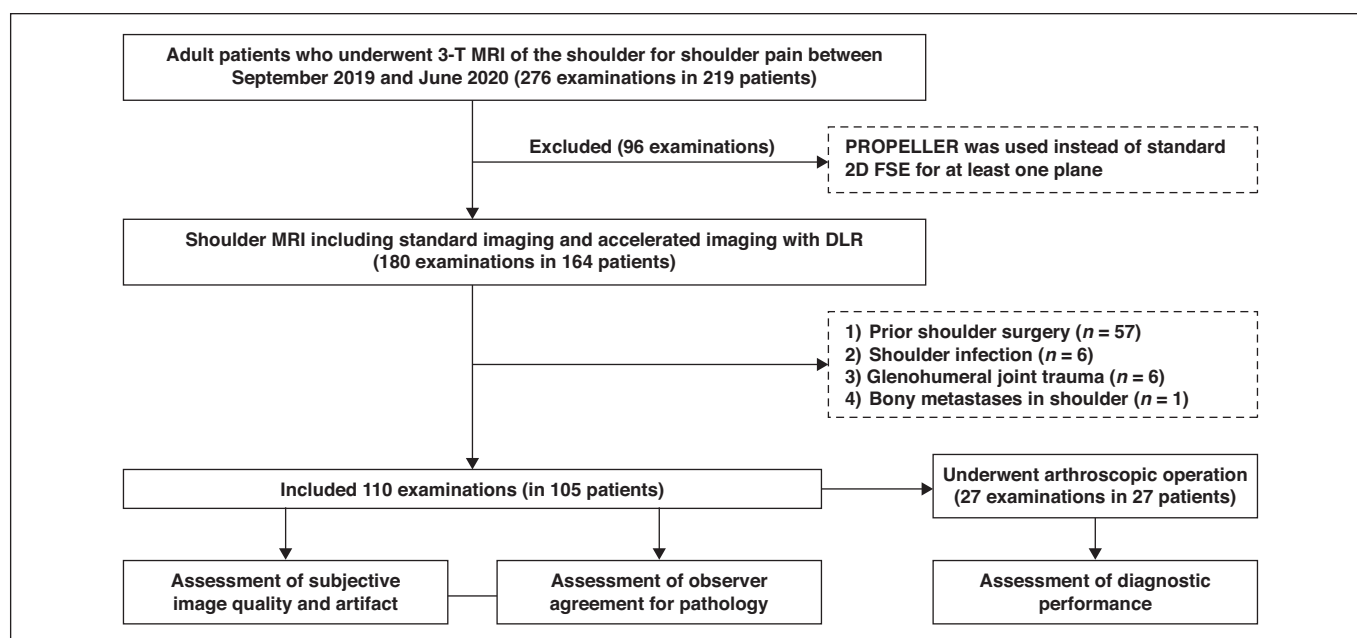 Adult patients who underwent 3-T MRI of the shoulder for shoulder pain between
September 2019 and June 2020 (276 examinations in 219 patients)
Excluded (96 examinations)
PROPELLER was used instead of standard
2D FSE for at least one plane
Shoulder MRI including standard imaging and accelerated imaging with DLR
(180 examinations in 164 patients)
1) Prior shoulder surgery (n = 57)
2) Shoulder infection (n = 6)
3) Glenohumeral joint trauma (n = 6)
4) Bony metastases in shoulder (n = 1)
Included 110 examinations (in 105 patients)
Underwent arthroscopic operation
(27 examinations in 27 patients)
Assessment of subjective
image quality and artifact
Assessment of observer
agreement for pathology
Assessment of diagnostic
performance